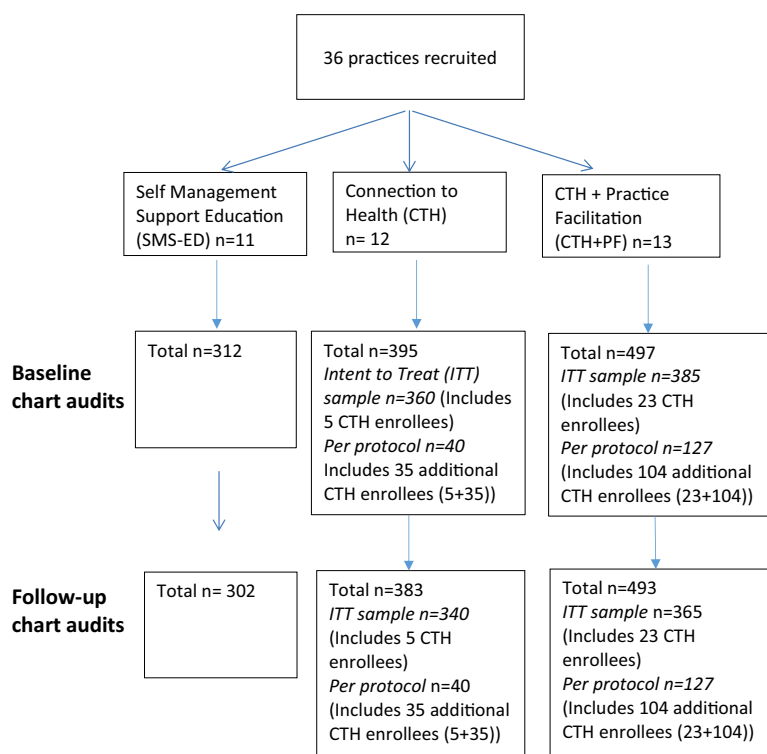 36 practices recruited
Self Management
Support Education
(SMS-ED) n=11
Connection to
Health (CTH)
n= 12
CTH + Practice
Facilitation
(CTH+PF) n=13
Baseline
chart audits
Total n=312
Total n=395
Intent to Treat (ITT)
sample n=360 (Includes
5 CTH enrollees)
Per protocol n=40
Includes 35 additional
CTH enrollees (5+35))
Total n=497
ITT sample n=385
(Includes 23 CTH
enrollees)
Per protocol n=127
(Includes 104 additional
CTH enrollees (23+104))
Follow-up
chart audits
Total n= 302
Total n=383
ITT sample n=340
(Includes 5 CTH
enrollees)
Per protocol n=40
(Includes 35 additional
CTH enrollees (5+35))
Total n=493
ITT sample n=365
(Includes 23 CTH
enrollees)
Per protocol n=127
(Includes 104 additional
CTH enrollees (23+104))